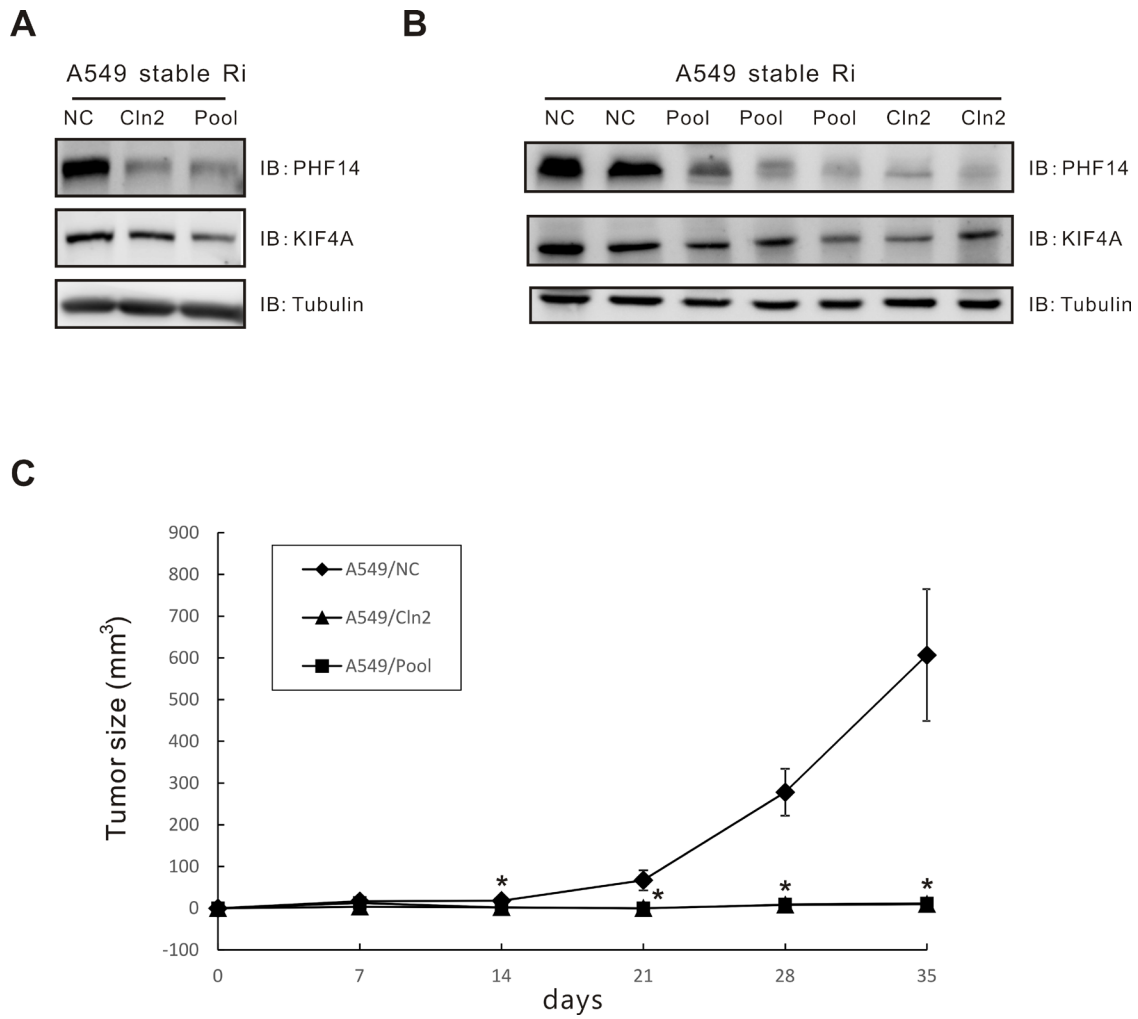 A
B
A549 stable Ri
NC Cln2 Pool
IB: PHF14
IB: KIF4A
IB: Tubulin
A549 stable Ri
NC NC Pool Pool Pool Cln2 Cln2
IB: PHF14
IB: KIF4A
IB: Tubulin
C
Tumor size (mm³)
900
800
700
600
500
400
300
200
100
0
-100
A549/NC
A549/Cln2
A549/Pool
*
*
*
*
0 7 14 21 28 35
days